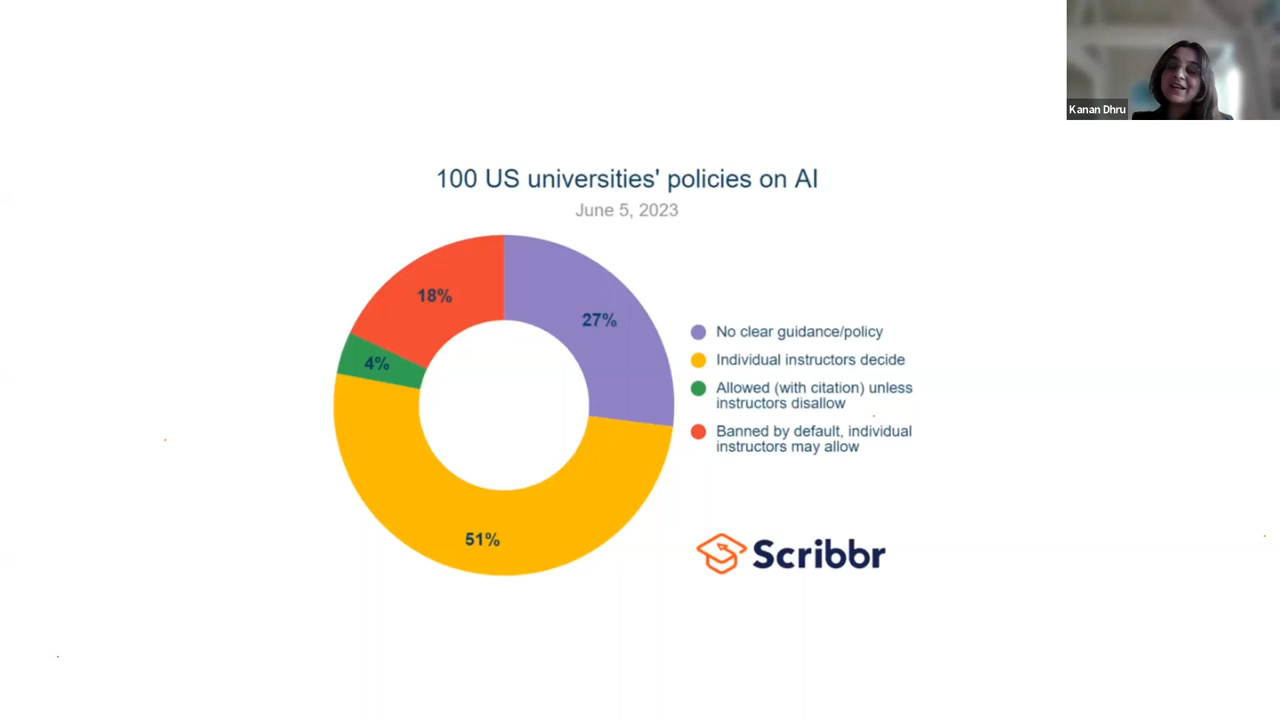 Kanan Dhru
100 US universities' policies on AI
June 5, 2023
18%
27%
4%
51%
No clear guidance/policy
Individual instructors decide
Allowed (with citation) unless
instructors disallow
Banned by default, individual
instructors may allow
Scribbr